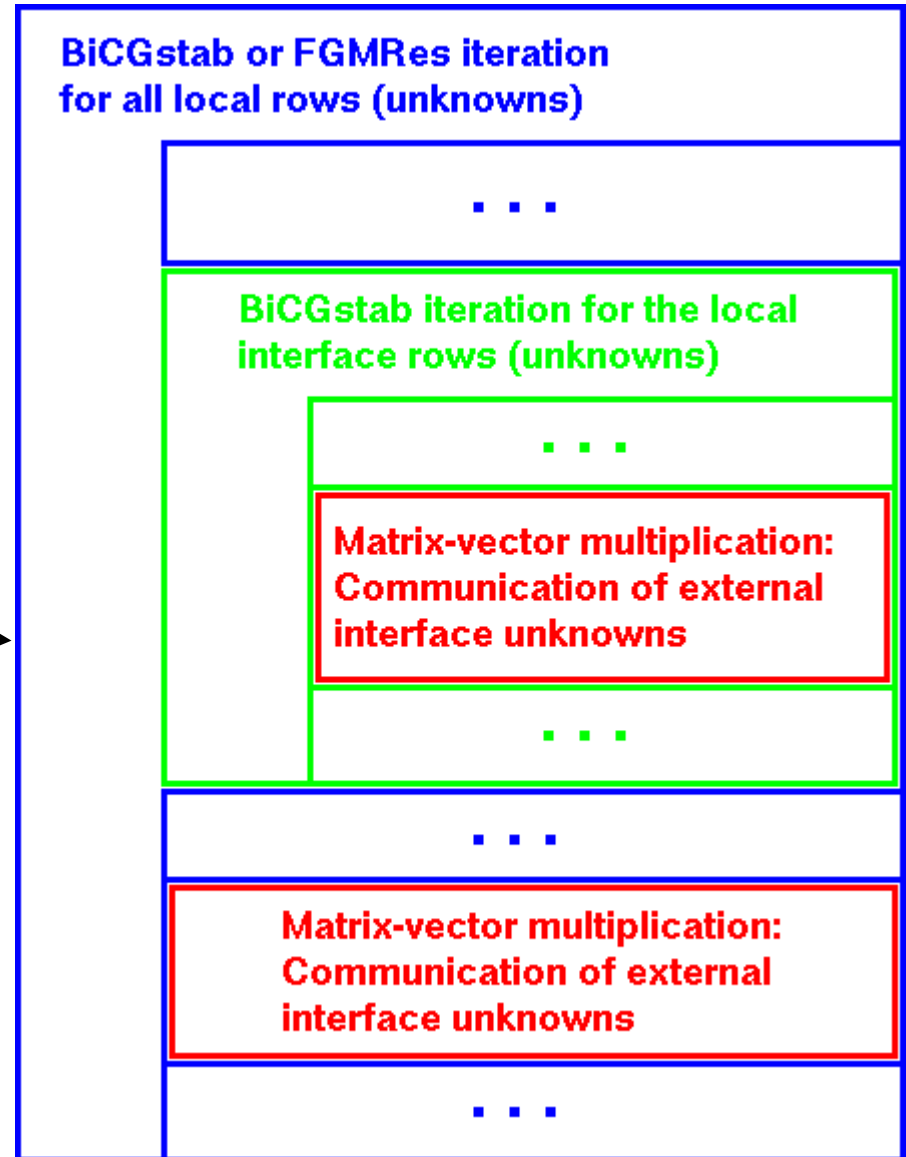 BiCGstab or FGMRes iteration
for all local rows (unknowns)
. . .
BiCGstab iteration for the local
interface rows (unknowns)
. . .
Matrix-vector multiplication:
Communication of external
interface unknowns
. . .
. . .
Matrix-vector multiplication:
Communication of external
interface unknowns
. . .